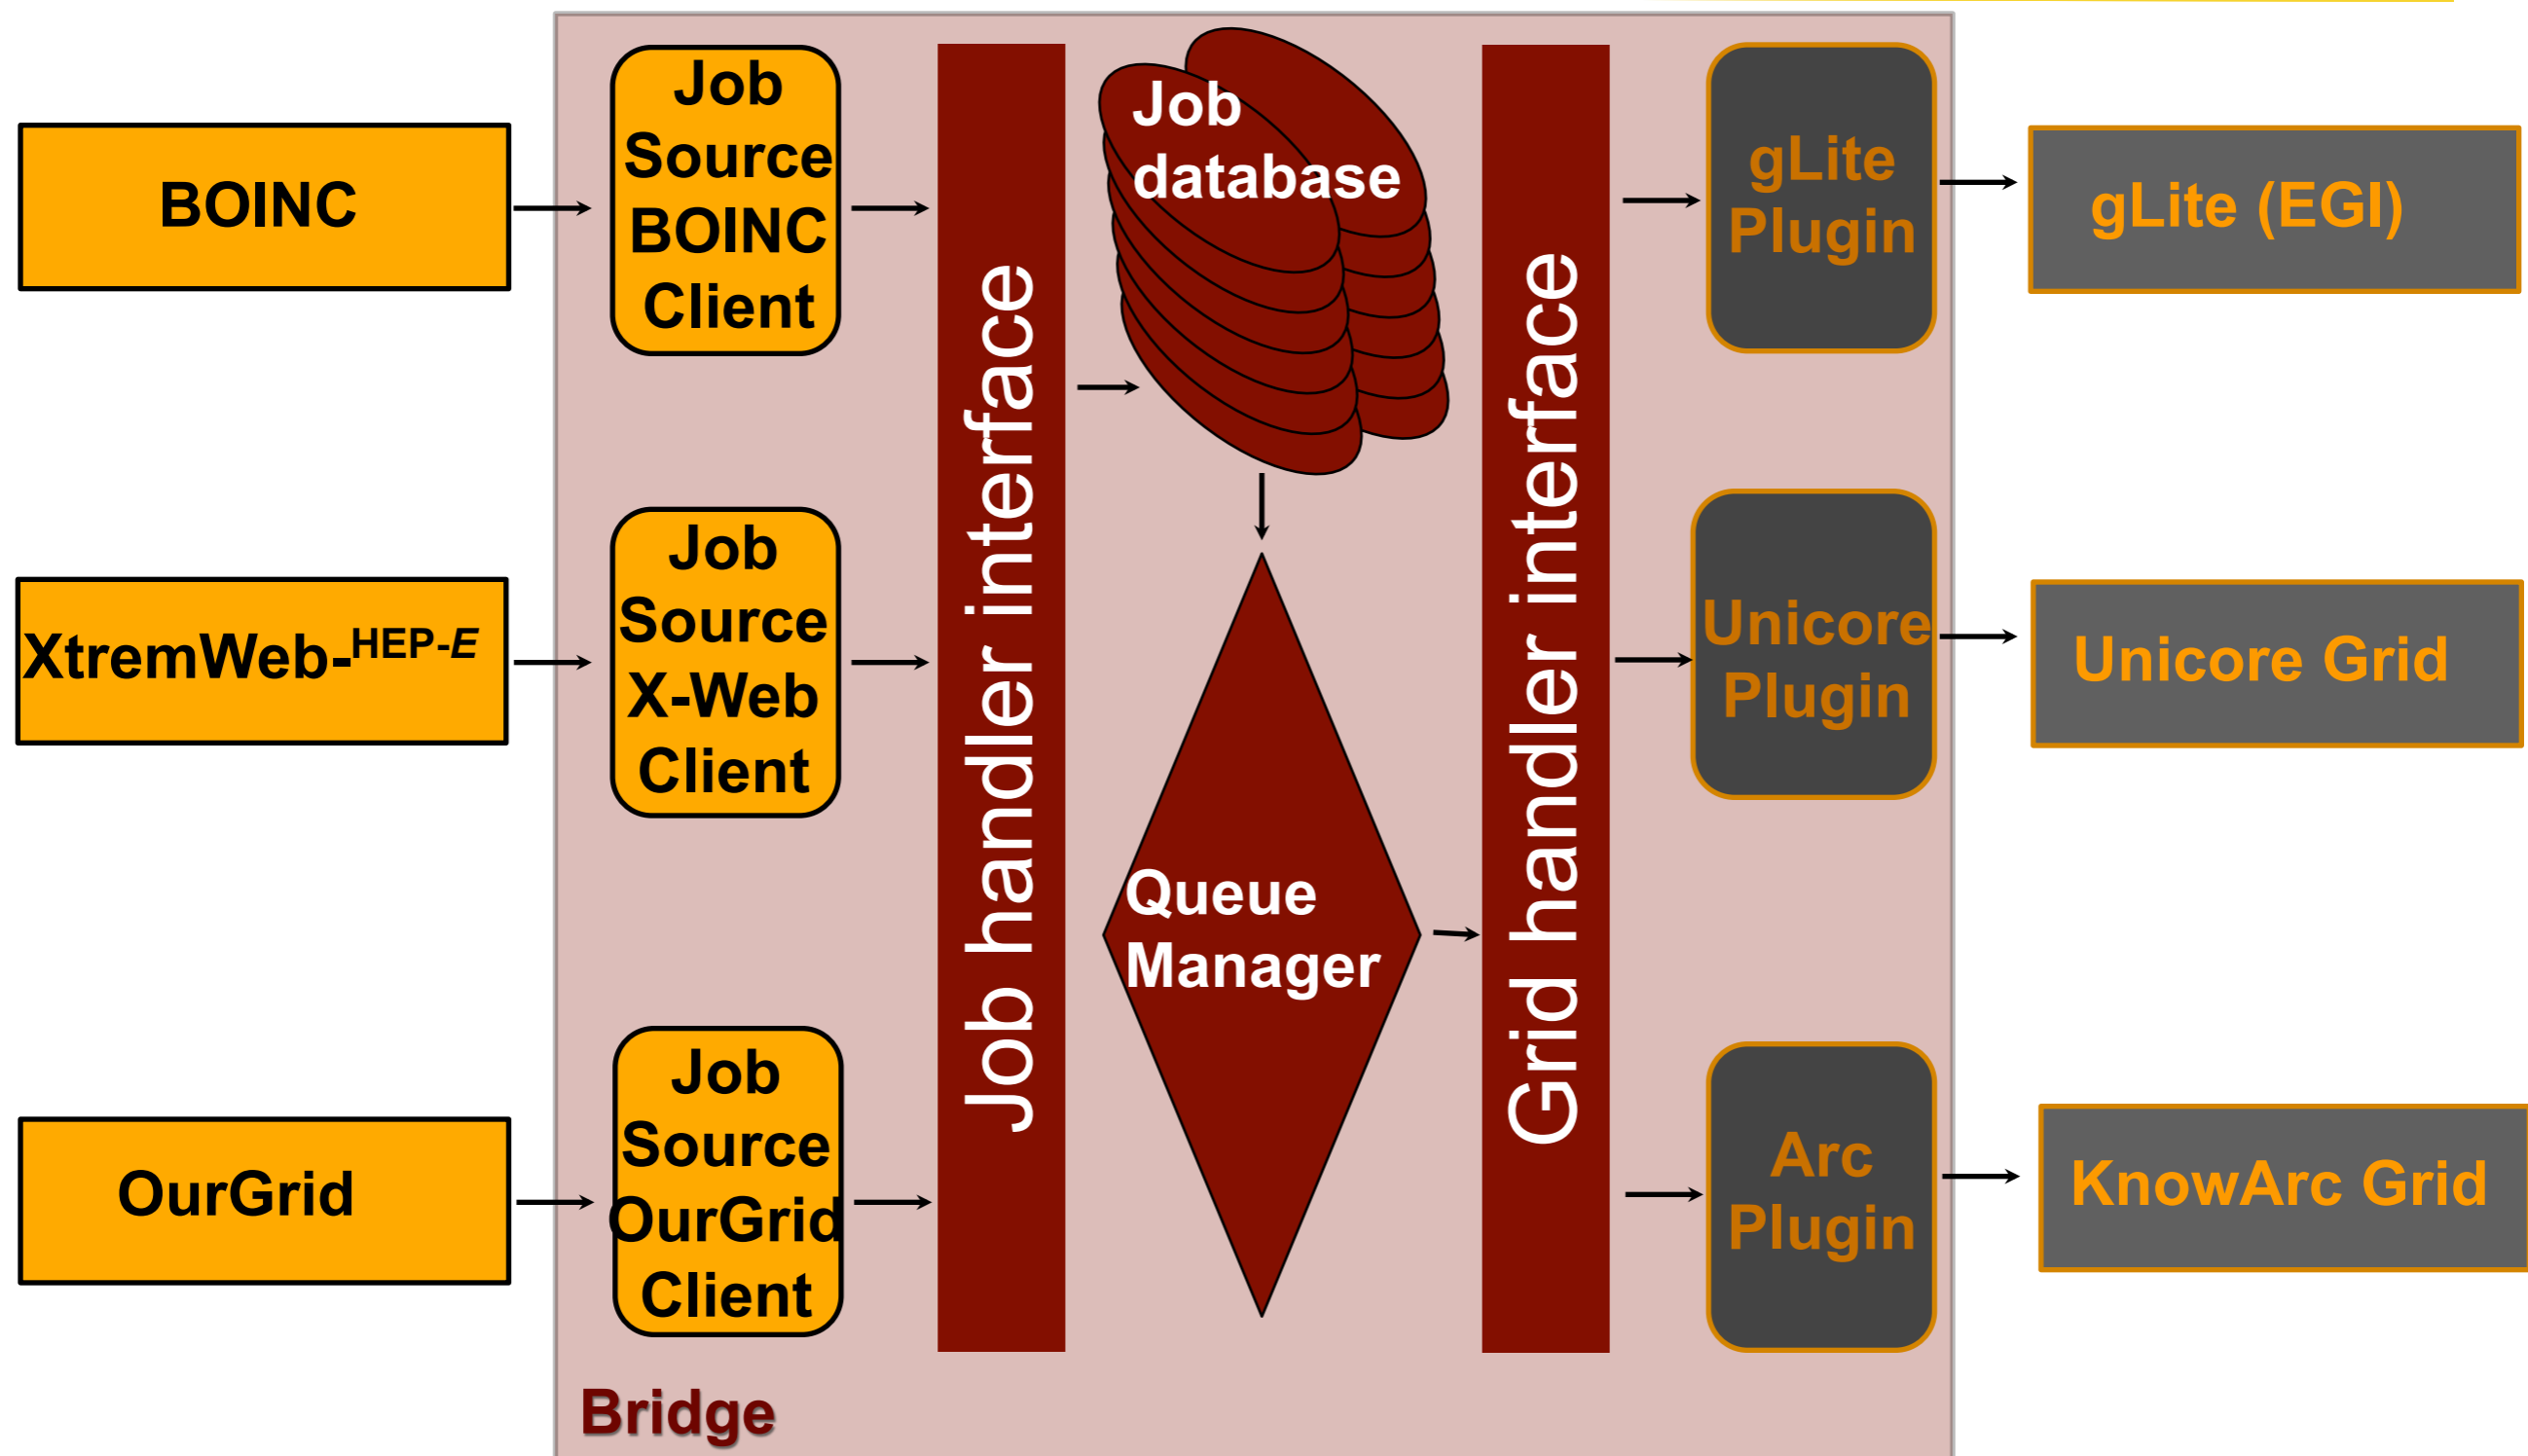 BOINC
Job
Source
BOINC
Client
Job
database
gLite
Plugin
gLite (EGI)
Job handler interface
Grid handler interface
XtremWeb-HEP-E
Job
Source
X-Web
Client
Unicore
Plugin
Unicore Grid
Queue
Manager
OurGrid
Job
Source
OurGrid
Client
Arc
Plugin
KnowArc Grid
Bridge